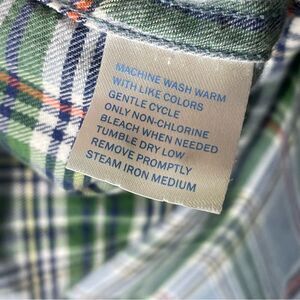 MACHINE WASH WARM
WITH LIKE COLORS
GENTLE CYCLE
ONLY NON-CHLORINE
BLEACH WHEN NEEDED
TUMBLE DRY LOW
REMOVE PROMPTLY
STEAM IRON MEDIUM